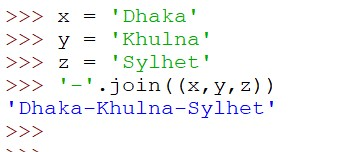 >>> x = 'Dhaka'
>>> y = 'Khulna'
>>> z = 'Sylhet'
>>> '-'.join((x,y,z))
'Dhaka-Khulna-Sylhet'
>>>
>>>